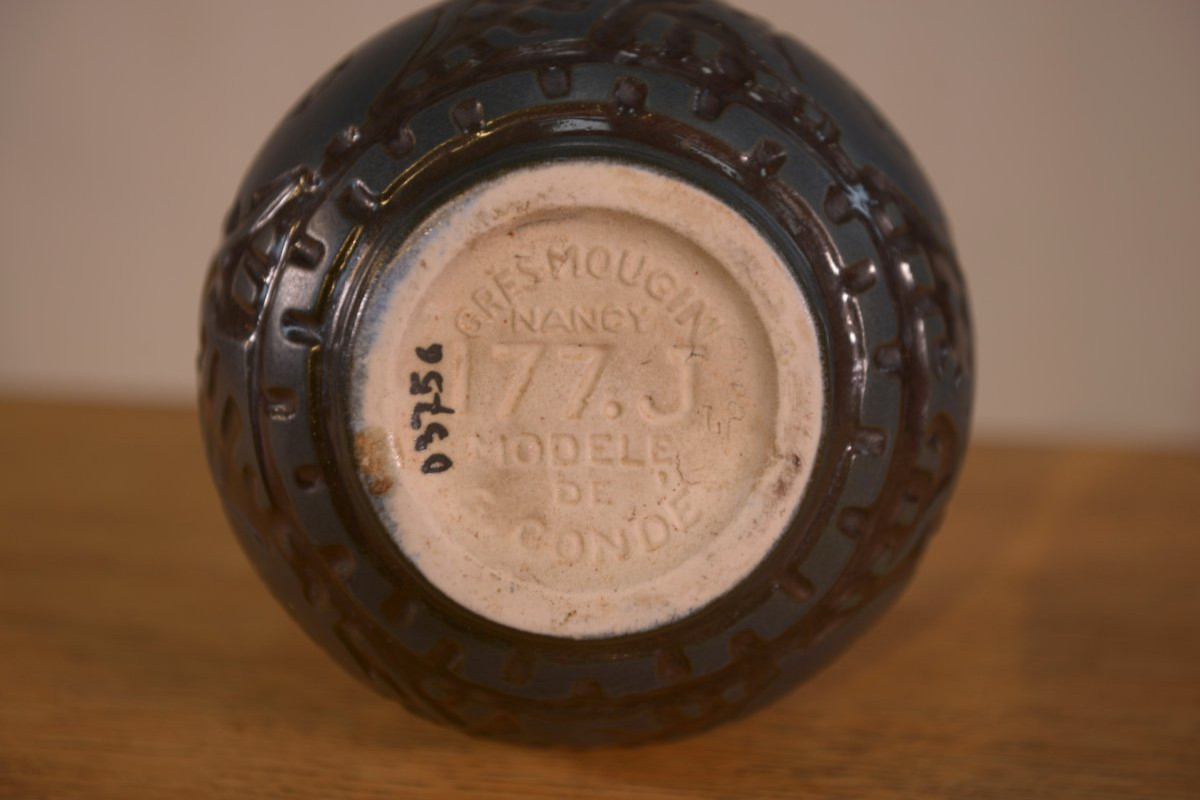 GRES MOUGIN
NANCY
177.J
MODELE
DE
CONDE
03756